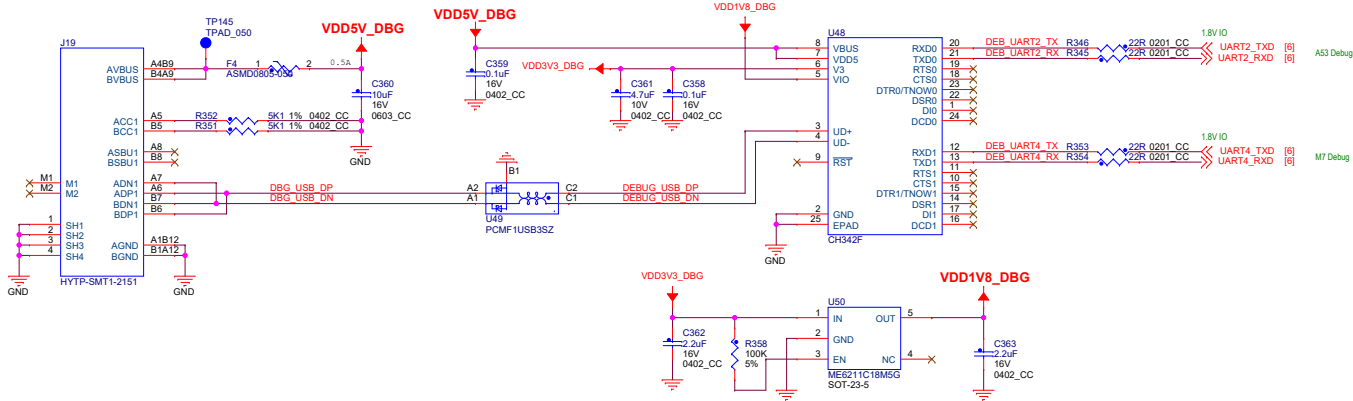 J19
TP145
TPAD_050
VDD5V_DBG
AVBUS
BVBUS
A4B9
B4A9
F4
1
2
0.5A
ASMD0805-050
C360
10uF
16V
0603_CC
ACC1
BCC1
A5
B5
R352
R351
5K1 1% 0402_CC
5K1 1% 0402_CC
GND
ASBU1
BSBU1
A8
B8
M1
M2
M1
M2
ADN1
ADP1
BDN1
BDP1
A7
A6
B7
B6
DBG_USB_DP
DBG_USB_DN
1
2
3
4
SH1
SH2
SH3
SH4
AGND
BGND
A1B12
B1A12
GND
GND
HYTP-SMT1-2151
B1
A2
A1
C2
C1
U49
PCMF1USB3SZ
DEBUG_USB_DP
DEBUG_USB_DN
VDD5V_DBG
C359
0.1uF
16V
0402_CC
VDD3V3_DBG
C361
4.7uF
10V
0402_CC
C358
0.1uF
16V
0402_CC
VDD1V8_DBG
U48
8
7
6
5
VBUS
VDD5
V3
VIO
3
4
UD+
UD-
9
RST
2
25
GND
EPAD
GND
CH342F
RXD0
TXD0
RTS0
CTS0
DTR0/TNOW0
DSR0
DI0
DCD0
20
21
19
18
23
22
1
24
RXD1
TXD1
RTS1
CTS1
DTR1/TNOW1
DSR1
DI1
DCD1
12
13
11
10
15
14
17
16
1.8V IO
DEB_UART2_TX R346 22R 0201_CC UART2_TXD [6]
DEB_UART2_RX R345 22R 0201_CC UART2_RXD [6]
A53 Debug
1.8V IO
DEB_UART4_TX R353 22R 0201_CC UART4_TXD [6]
DEB_UART4_RX R354 22R 0201_CC UART4_RXD [6]
M7 Debug
VDD3V3_DBG
C362
2.2uF
16V
0402_CC
R358
100K
5%
U50
1
2
3
IN
GND
EN
OUT
NC
5
4
ME6211C18M5G
SOT-23-5
VDD1V8_DBG
C363
2.2uF
16V
0402_CC